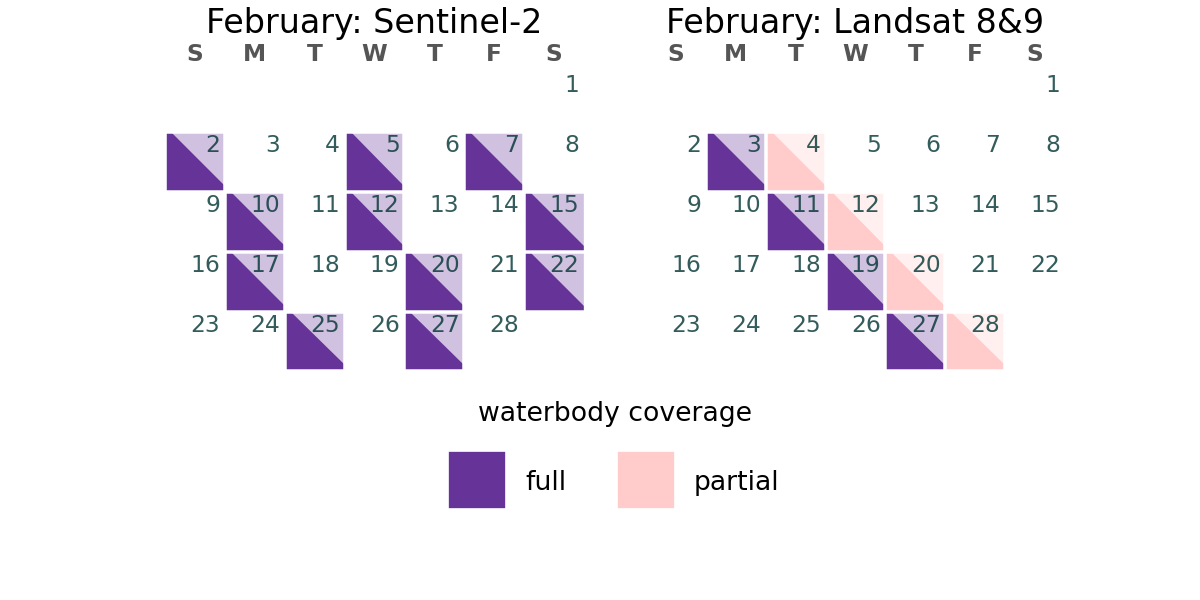 February: Sentinel-2
S M T W T F S
1
2 3 4 5 6 7 8
9 10 11 12 13 14 15
16 17 18 19 20 21 22
23 24 25 26 27 28
February: Landsat 8&9
S M T W T F S
1
2 3 4 5 6 7 8
9 10 11 12 13 14 15
16 17 18 19 20 21 22
23 24 25 26 27 28
waterbody coverage
full partial